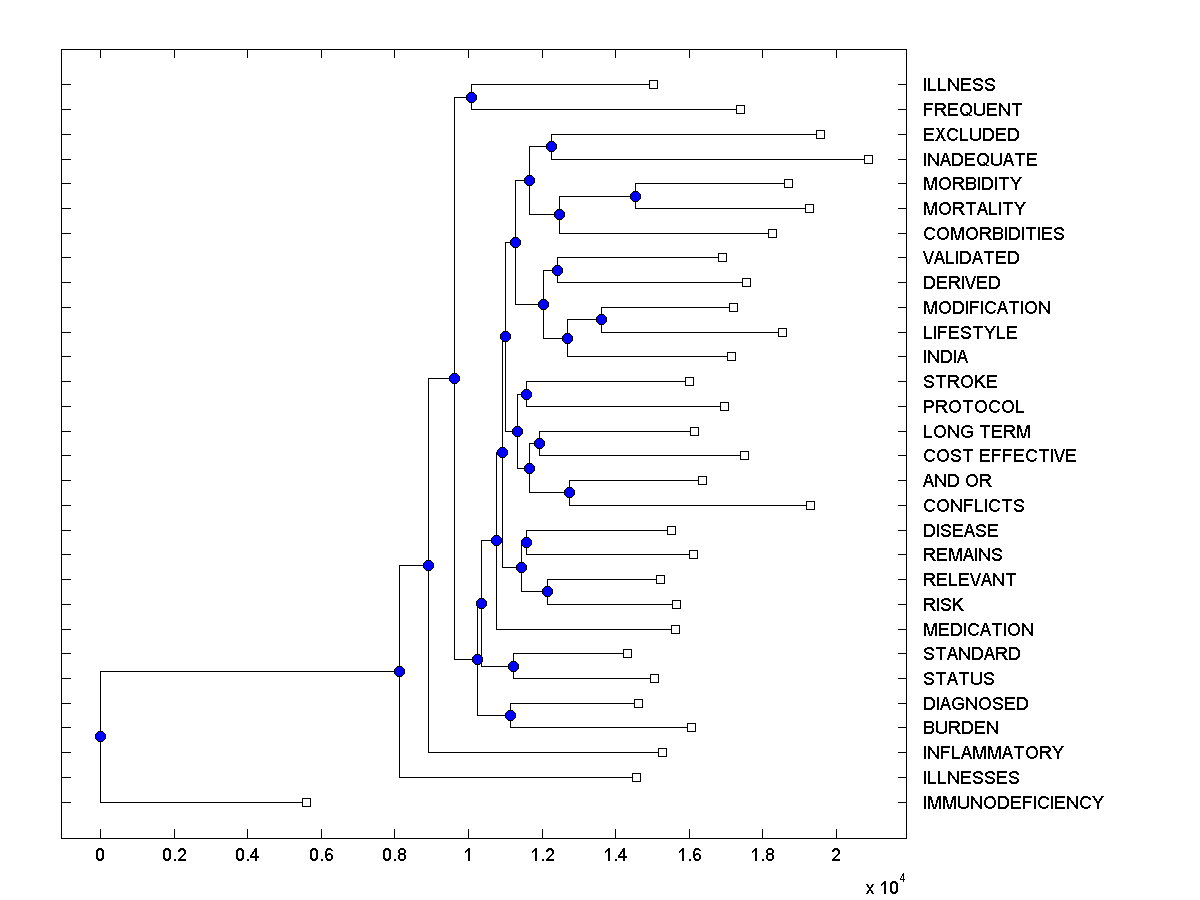 ILLNESS
FREQUENT
EXCLUDED
INADEQUATE
MORBIDITY
MORTALITY
COMORBIDITIES
VALIDATED
DERIVED
MODIFICATION
LIFESTYLE
INDIA
STROKE
PROTOCOL
LONG TERM
COST EFFECTIVE
AND OR
CONFLICTS
DISEASE
REMAINS
RELEVANT
RISK
MEDICATION
STANDARD
STATUS
DIAGNOSED
BURDEN
INFLAMMATORY
ILLNESSES
IMMUNODEFICIENCY
0 0.2 0.4 0.6 0.8 1 1.2 1.4 1.6 1.8 2
x 10^4